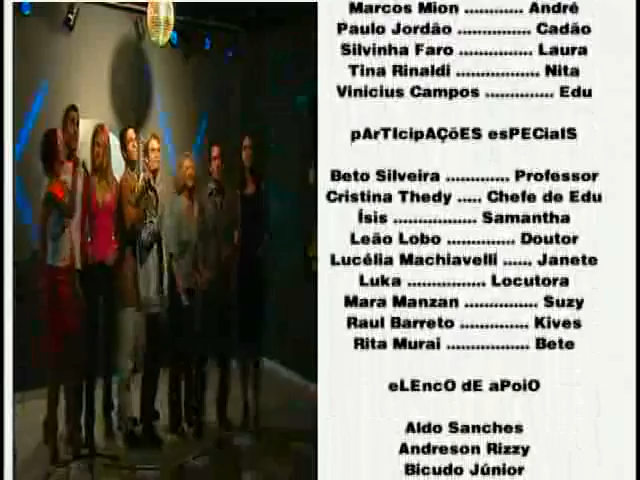 Marcos Mion ............ André
Paulo Jordão ............... Cadão
Silvinha Faro ............... Laura
Tina Rinaldi ................. Nita
Vinicius Campos .............. Edu
pArTIcipAÇõES esPECiaIS
Beto Silveira ............. Professor
Cristina Thedy ..... Chefe de Edu
Ísis ................. Samantha
Leão Lobo .............. Doutor
Lucélia Machiavelli ...... Janete
Luka ................ Locutora
Mara Manzan ............... Suzy
Raul Barreto .............. Kives
Rita Murai ................. Bete
eLEncO dE aPoiO
Aldo Sanches
Andreson Rizzy
Bicudo Júnior